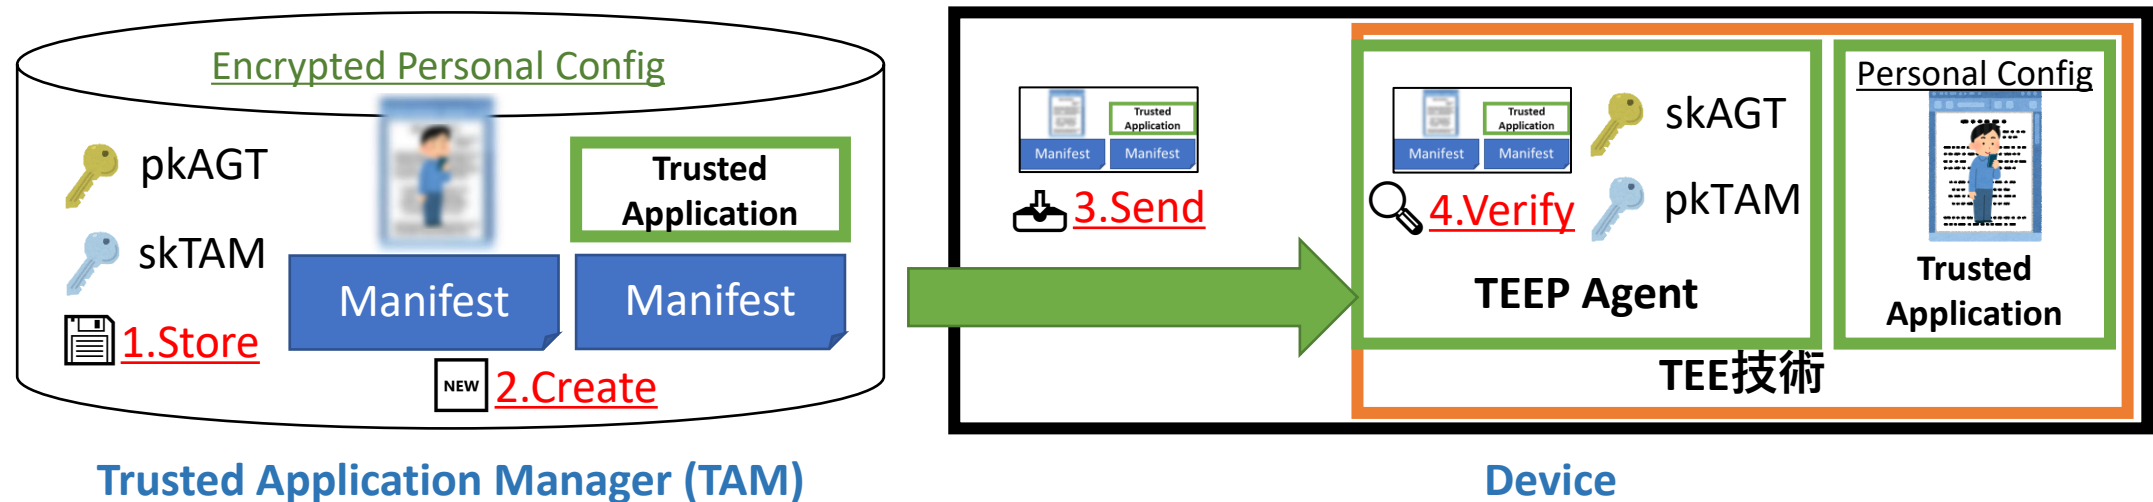 Encrypted Personal Config
pkAGT
skTAM
Trusted
Application
Manifest
Manifest
1.Store
NEW
2.Create
Trusted Application Manager (TAM)
Trusted
Application
Manifest
Manifest
3.Send
Trusted
Application
Manifest
Manifest
4.Verify
skAGT
pkTAM
TEEP Agent
Personal Config
Trusted
Application
TEE技術
Device